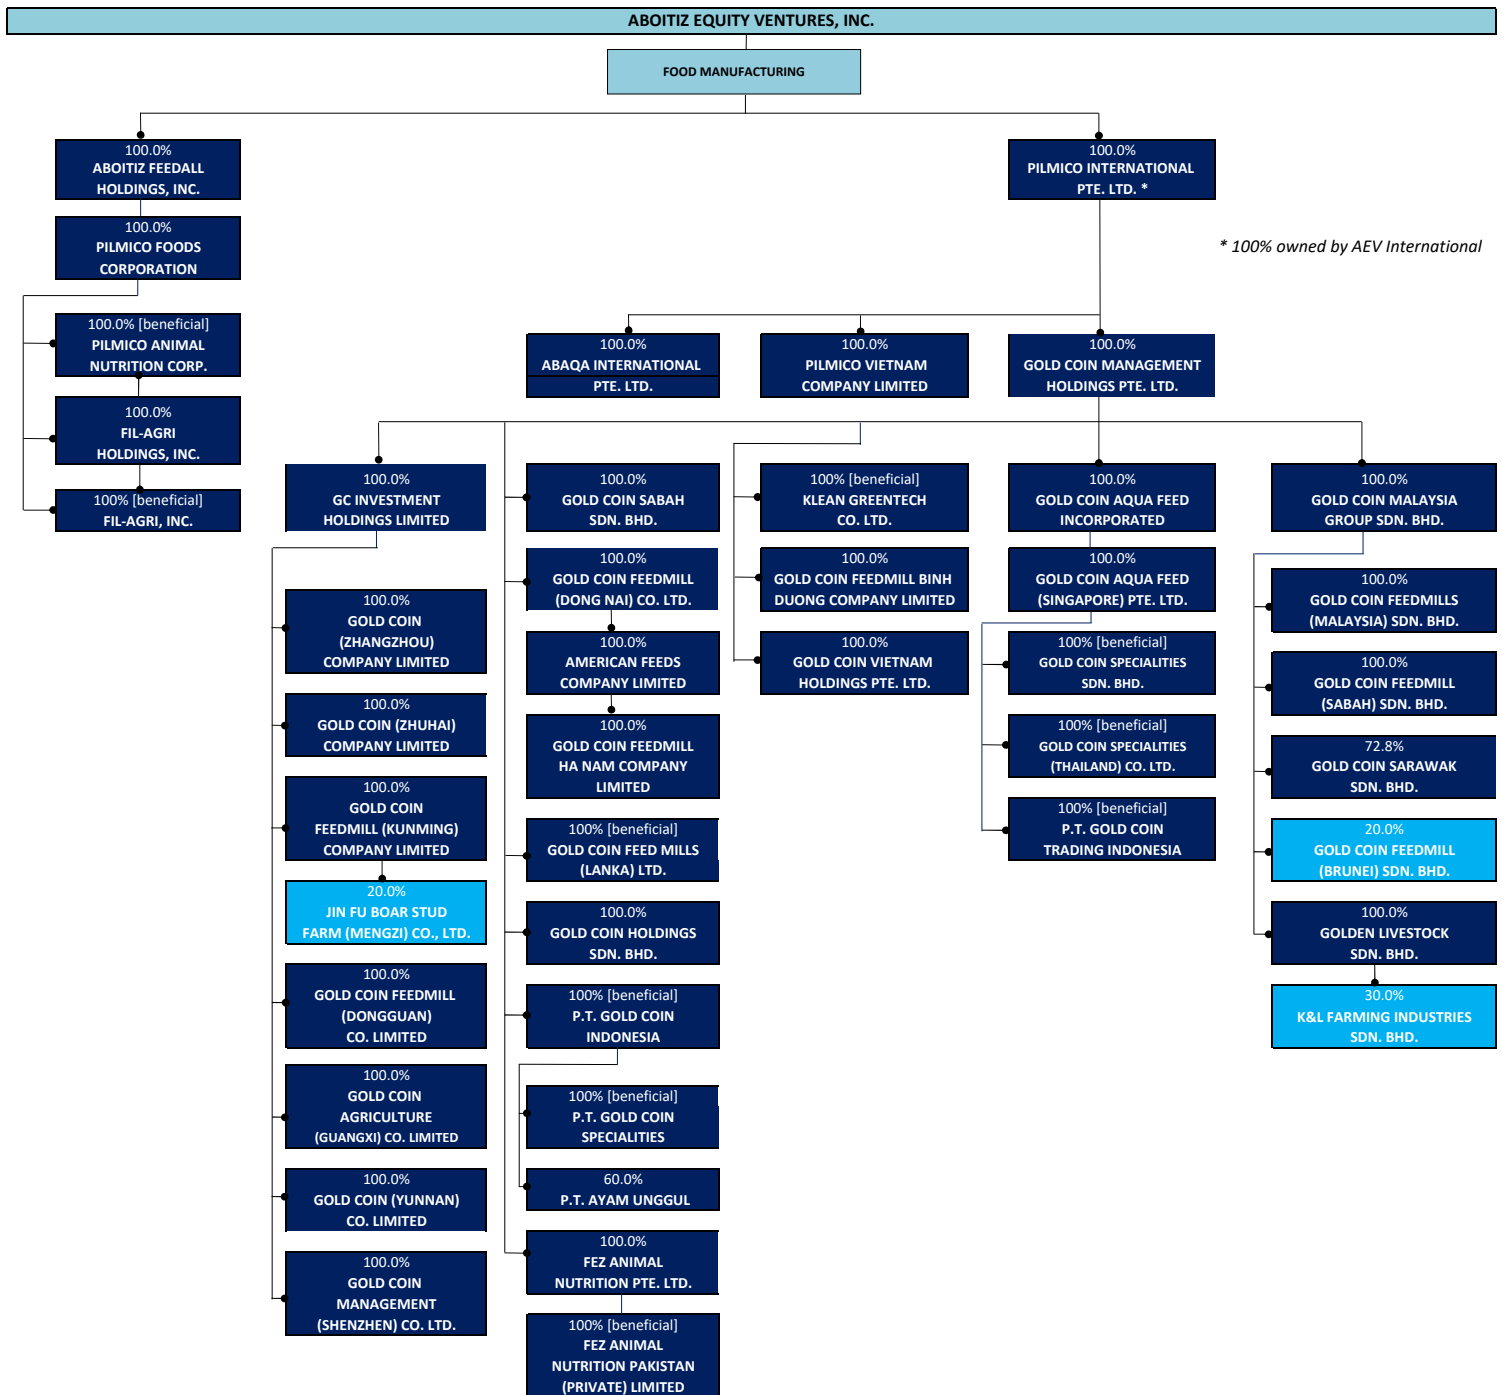 ABOITIZ EQUITY VENTURES, INC.
FOOD MANUFACTURING
100.0%
ABOITIZ FEEDALL
HOLDINGS, INC.
100.0%
PILMICO INTERNATIONAL
PTE. LTD. *
100.0%
PILMICO FOODS
CORPORATION
* 100% owned by AEV International
100.0% [beneficial]
PILMICO ANIMAL
NUTRITION CORP.
100.0%
FIL-AGRI
HOLDINGS, INC.
100% [beneficial]
FIL-AGRI, INC.
100.0%
ABAQA INTERNATIONAL
PTE. LTD.
100.0%
PILMICO VIETNAM
COMPANY LIMITED
100.0%
GOLD COIN MANAGEMENT
HOLDINGS PTE. LTD.
100.0%
GC INVESTMENT
HOLDINGS LIMITED
100.0%
GOLD COIN
(ZHANGZHOU)
COMPANY LIMITED
100.0%
GOLD COIN (ZHUHAI)
COMPANY LIMITED
100.0%
GOLD COIN
FEEDMILL (KUNMING)
COMPANY LIMITED
20.0%
JIN FU BOAR STUD
FARM (MENGZI) CO., LTD.
100.0%
GOLD COIN FEEDMILL
(DONGGUAN)
CO. LIMITED
100.0%
GOLD COIN
AGRICULTURE
(GUANGXI) CO. LIMITED
100.0%
GOLD COIN (YUNNAN)
CO. LIMITED
100.0%
GOLD COIN
MANAGEMENT
(SHENZHEN) CO. LTD.
100.0%
GOLD COIN SABAH
SDN. BHD.
100.0%
GOLD COIN FEEDMILL
(DONG NAI) CO. LTD.
100.0%
AMERICAN FEEDS
COMPANY LIMITED
100.0%
GOLD COIN FEEDMILL
HA NAM COMPANY
LIMITED
100% [beneficial]
GOLD COIN FEED MILLS
(LANKA) LTD.
100.0%
GOLD COIN HOLDINGS
SDN. BHD.
100% [beneficial]
P.T. GOLD COIN
INDONESIA
100% [beneficial]
P.T. GOLD COIN
SPECIALITIES
60.0%
P.T. AYAM UNGGUL
100.0%
FEZ ANIMAL
NUTRITION PTE. LTD.
100% [beneficial]
FEZ ANIMAL
NUTRITION PAKISTAN
(PRIVATE) LIMITED
100% [beneficial]
KLEAN GREENTECH
CO. LTD.
100.0%
GOLD COIN FEEDMILL BINH
DUONG COMPANY LIMITED
100.0%
GOLD COIN VIETNAM
HOLDINGS PTE. LTD.
100.0%
GOLD COIN AQUA FEED
INCORPORATED
100.0%
GOLD COIN AQUA FEED
(SINGAPORE) PTE. LTD.
100% [beneficial]
GOLD COIN SPECIALITIES
SDN. BHD.
100% [beneficial]
GOLD COIN SPECIALITIES
(THAILAND) CO. LTD.
100% [beneficial]
P.T. GOLD COIN
TRADING INDONESIA
100.0%
GOLD COIN MALAYSIA
GROUP SDN. BHD.
100.0%
GOLD COIN FEEDMILLS
(MALAYSIA) SDN. BHD.
100.0%
GOLD COIN FEEDMILL
(SABAH) SDN. BHD.
72.8%
GOLD COIN SARAWAK
SDN. BHD.
20.0%
GOLD COIN FEEDMILL
(BRUNEI) SDN. BHD.
100.0%
GOLDEN LIVESTOCK
SDN. BHD.
30.0%
K&L FARMING INDUSTRIES
SDN. BHD.